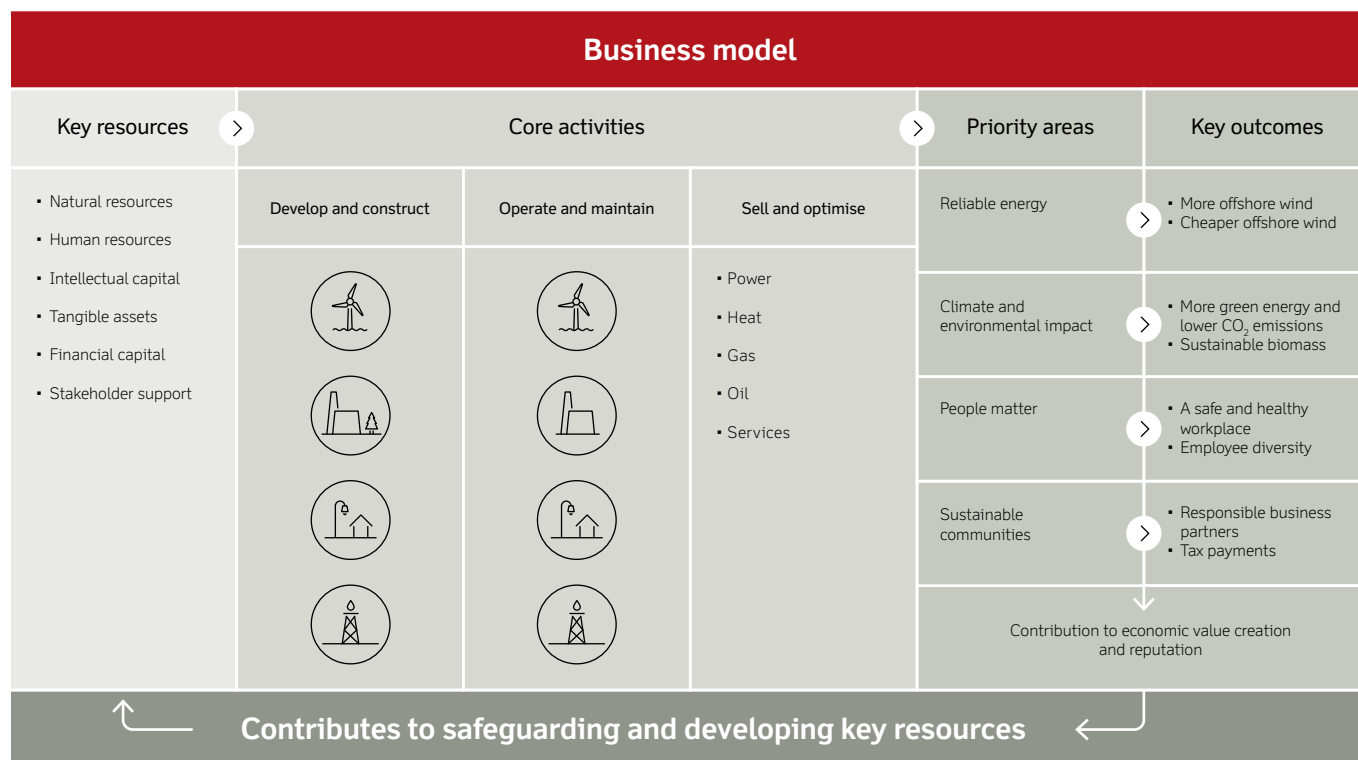 Business model
Key resources
Core activities
Priority areas
Key outcomes
▪ Natural resources
▪ Human resources
▪ Intellectual capital
▪ Tangible assets
▪ Financial capital
▪ Stakeholder support
Develop and construct
Operate and maintain
Sell and optimise
▪ Power
▪ Heat
▪ Gas
▪ Oil
▪ Services
Reliable energy
▪ More offshore wind
▪ Cheaper offshore wind
Climate and
environmental impact
▪ More green energy and
lower CO₂ emissions
▪ Sustainable biomass
People matter
▪ A safe and healthy
workplace
▪ Employee diversity
Sustainable
communities
▪ Responsible business
partners
▪ Tax payments
Contribution to economic value creation
and reputation
Contributes to safeguarding and developing key resources